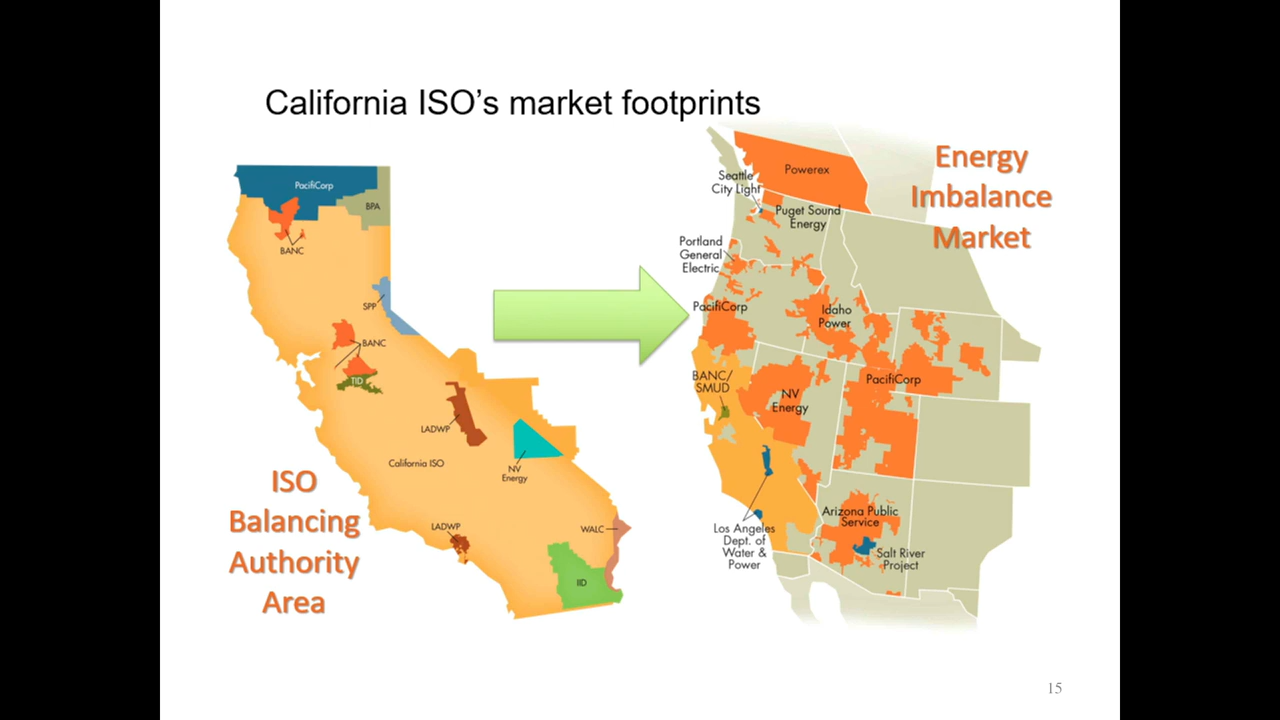 California ISO's market footprints
PacifiCorp
BPA
BANC
SPP
BANC
TID
LADWP
California ISO
NV
Energy
LADWP
WALC
IID
ISO
Balancing
Authority
Area
Energy
Imbalance
Market
Powerex
Seattle
City Light
Puget Sound
Energy
Portland
General
Electric
PacifiCorp
Idaho
Power
BANC/
SMUD
NV
Energy
PacifiCorp
Arizona Public
Service
Los Angeles
Dept. of
Water &
Power
Salt River
Project
15